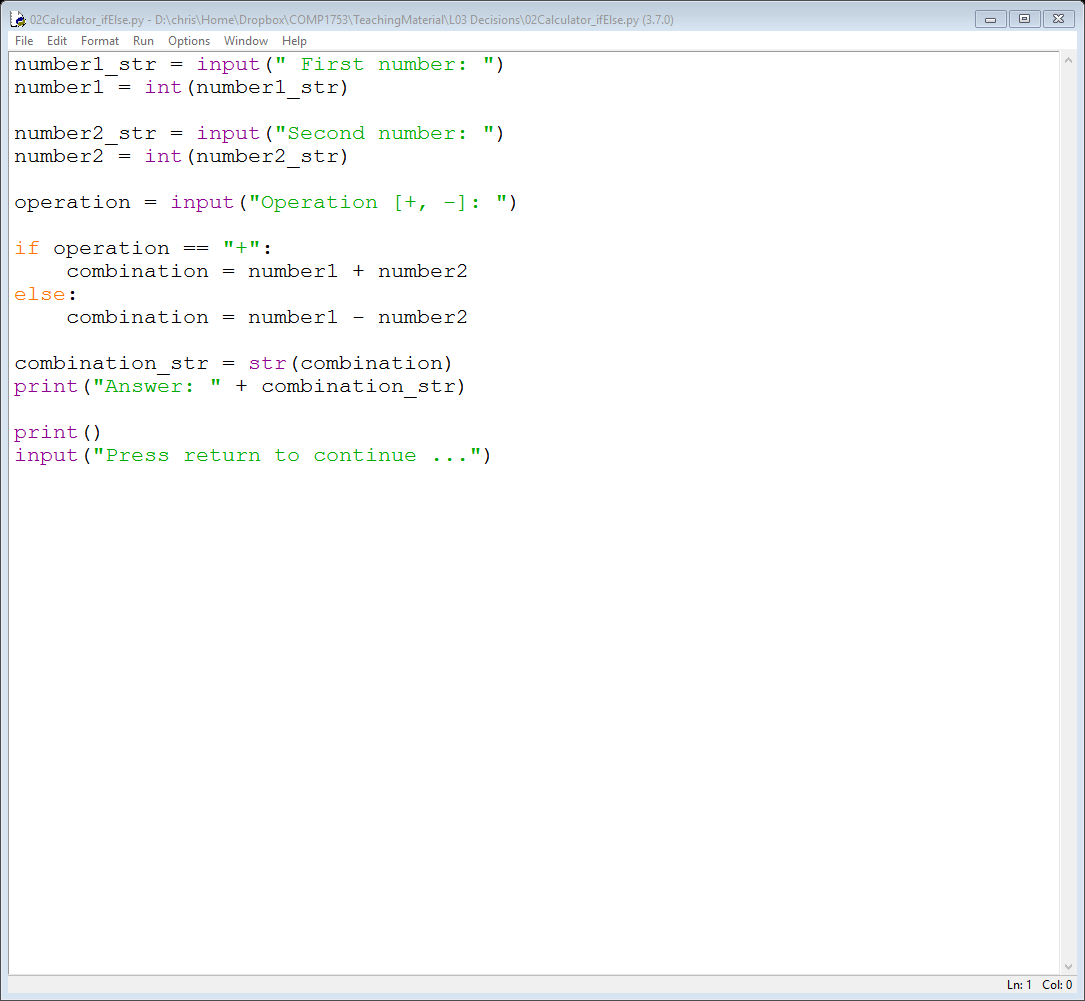 02Calculator_ifElse.py - D:\chris\Home\Dropbox\COMP1753\TeachingMaterial\L03 Decisions\02Calculator_ifElse.py (3.7.0)
File Edit Format Run Options Window Help
number1_str = input(" First number: ")
number1 = int(number1_str)

number2_str = input("Second number: ")
number2 = int(number2_str)

operation = input("Operation [+, -]: ")

if operation == "+":
    combination = number1 + number2
else:
    combination = number1 - number2

combination_str = str(combination)
print("Answer: " + combination_str)

print()
input("Press return to continue ...")
Ln: 1 Col: 0